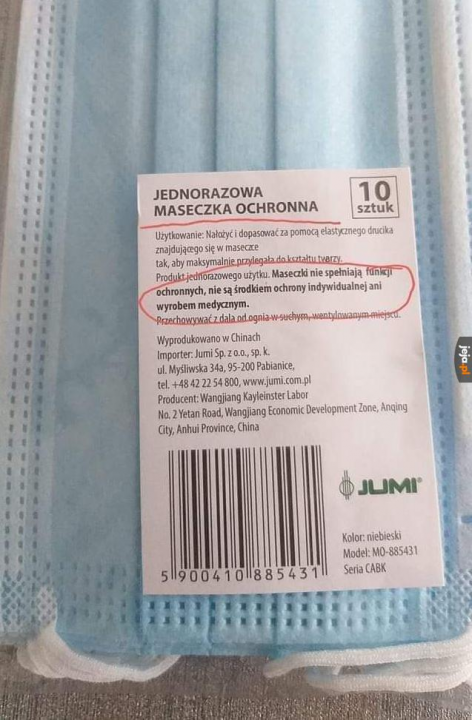 JEDNORAZOWA
MASECZKA OCHRONNA
10
sztuk
Użytkowanie: Nałożyć i dopasować za pomocą elastycznego drucika
znajdującego się w maseczce
tak, aby maksymalnie przylegała do kształtu twarzy.
Produkt jednorazowego użytku. Maseczki nie spełniają funkcji
ochronnych, nie są środkiem ochrony indywidualnej ani
wyrobem medycznym.
Przechowywać z dala od ognia w suchym, wentylowanym miejscu.
Wyprodukowano w Chinach
Importer: Jumi Sp. z o.o., sp. k.
ul. Myśliwska 34a, 95-200 Pabianice,
tel. +48 42 22 54 800, www.jumi.com.pl
Producent: Wangjiang Kayleinster Labor
No. 2 Yetan Road, Wangjiang Economic Development Zone, Anqing
City, Anhui Province, China
JUMI®
Kolor: niebieski
Model: MO-885431
Seria CABK
5 900410 885431
jeja.pl